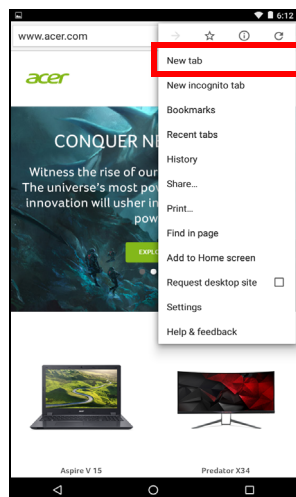 6:12
www.acer.com
New tab
acer
New incognito tab
Bookmarks
CONQUER NE
Recent tabs
History
Witness the rise of our
Share...
The universe's most pow
innovation will usher in
Print...
pow
Find in page
EXPLO
Add to Home screen
Request desktop site
Settings
Help & feedback
Aspire V 15
Predator X34